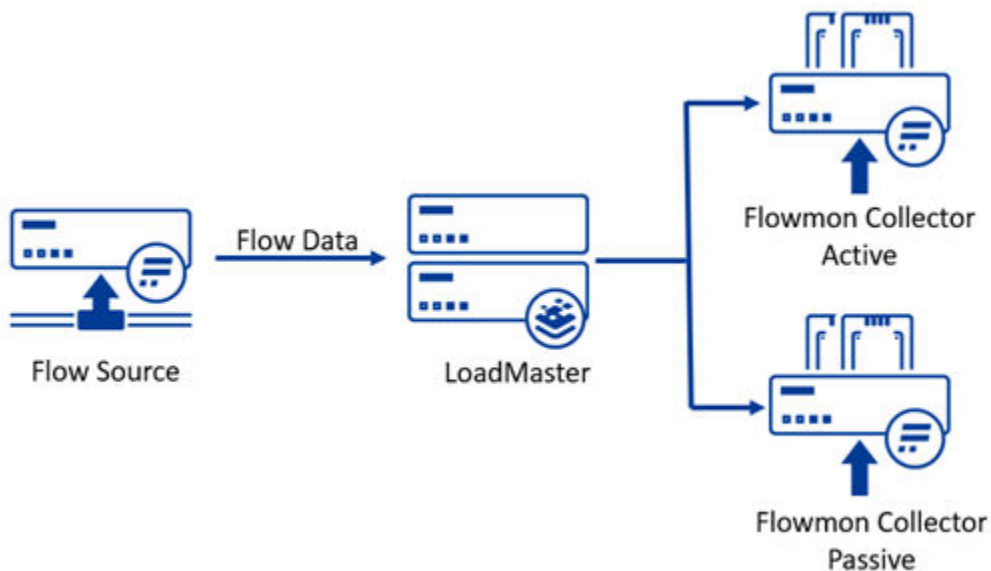 Flow Source
Flow Data
LoadMaster
Flowmon Collector
Active
Flowmon Collector
Passive